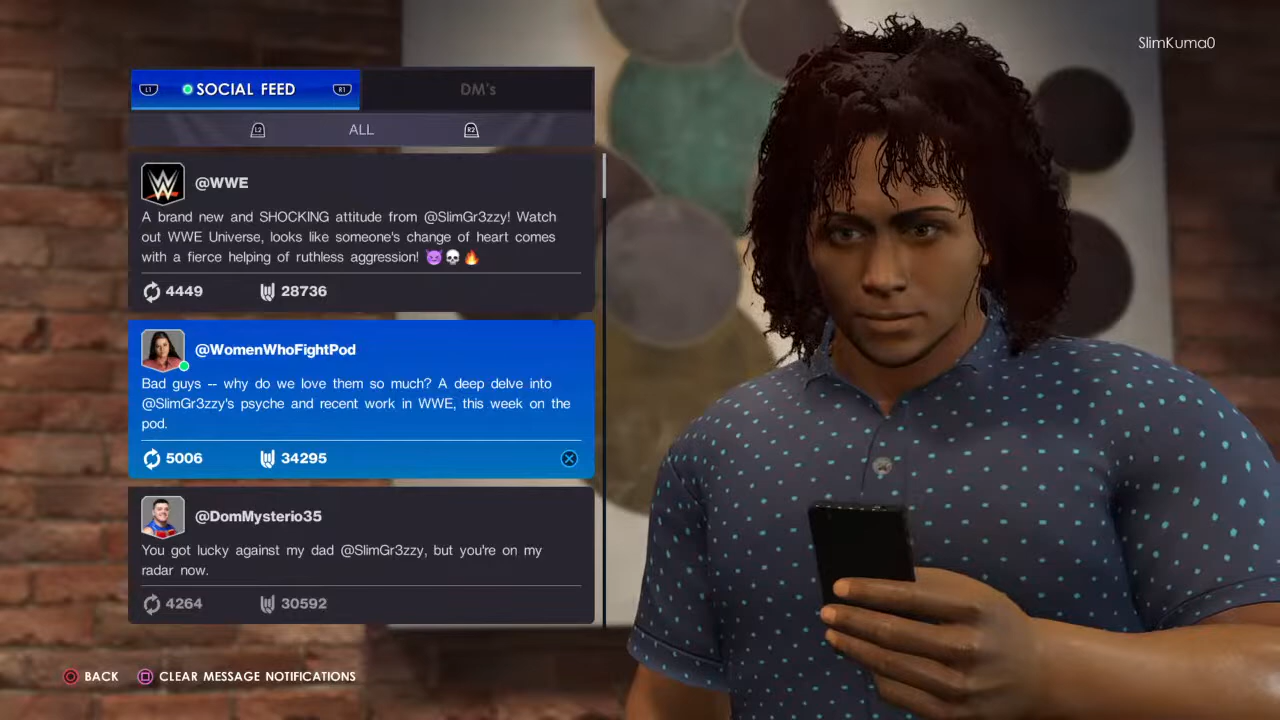 SlimKuma0
L1 SOCIAL FEED R1 DM's
L2 ALL R2
@WWE
A brand new and SHOCKING attitude from @SlimGr3zzy! Watch
out WWE Universe, looks like someone's change of heart comes
with a fierce helping of ruthless aggression! 😈💀🔥
4449 28736
@WomenWhoFightPod
Bad guys -- why do we love them so much? A deep delve into
@SlimGr3zzy's psyche and recent work in WWE, this week on the
pod.
5006 34295
@DomMysterio35
You got lucky against my dad @SlimGr3zzy, but you're on my
radar now.
4264 30592
BACK CLEAR MESSAGE NOTIFICATIONS